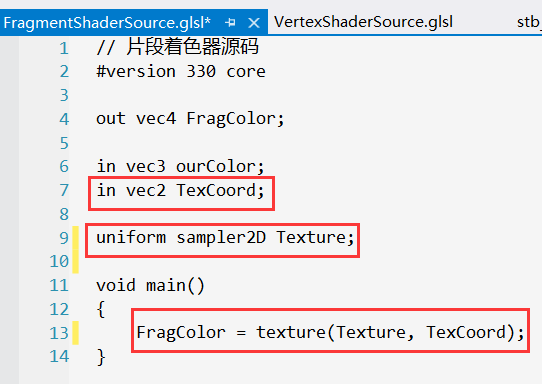 FragmentShaderSource.glsl* VertexShaderSource.glsl stb_
1 // 片段着色器源码
2 #version 330 core
3
4 out vec4 FragColor;
5
6 in vec3 ourColor;
7 in vec2 TexCoord;
8
9 uniform sampler2D Texture;
10
11 void main()
12 {
13 FragColor = texture(Texture, TexCoord);
14 }